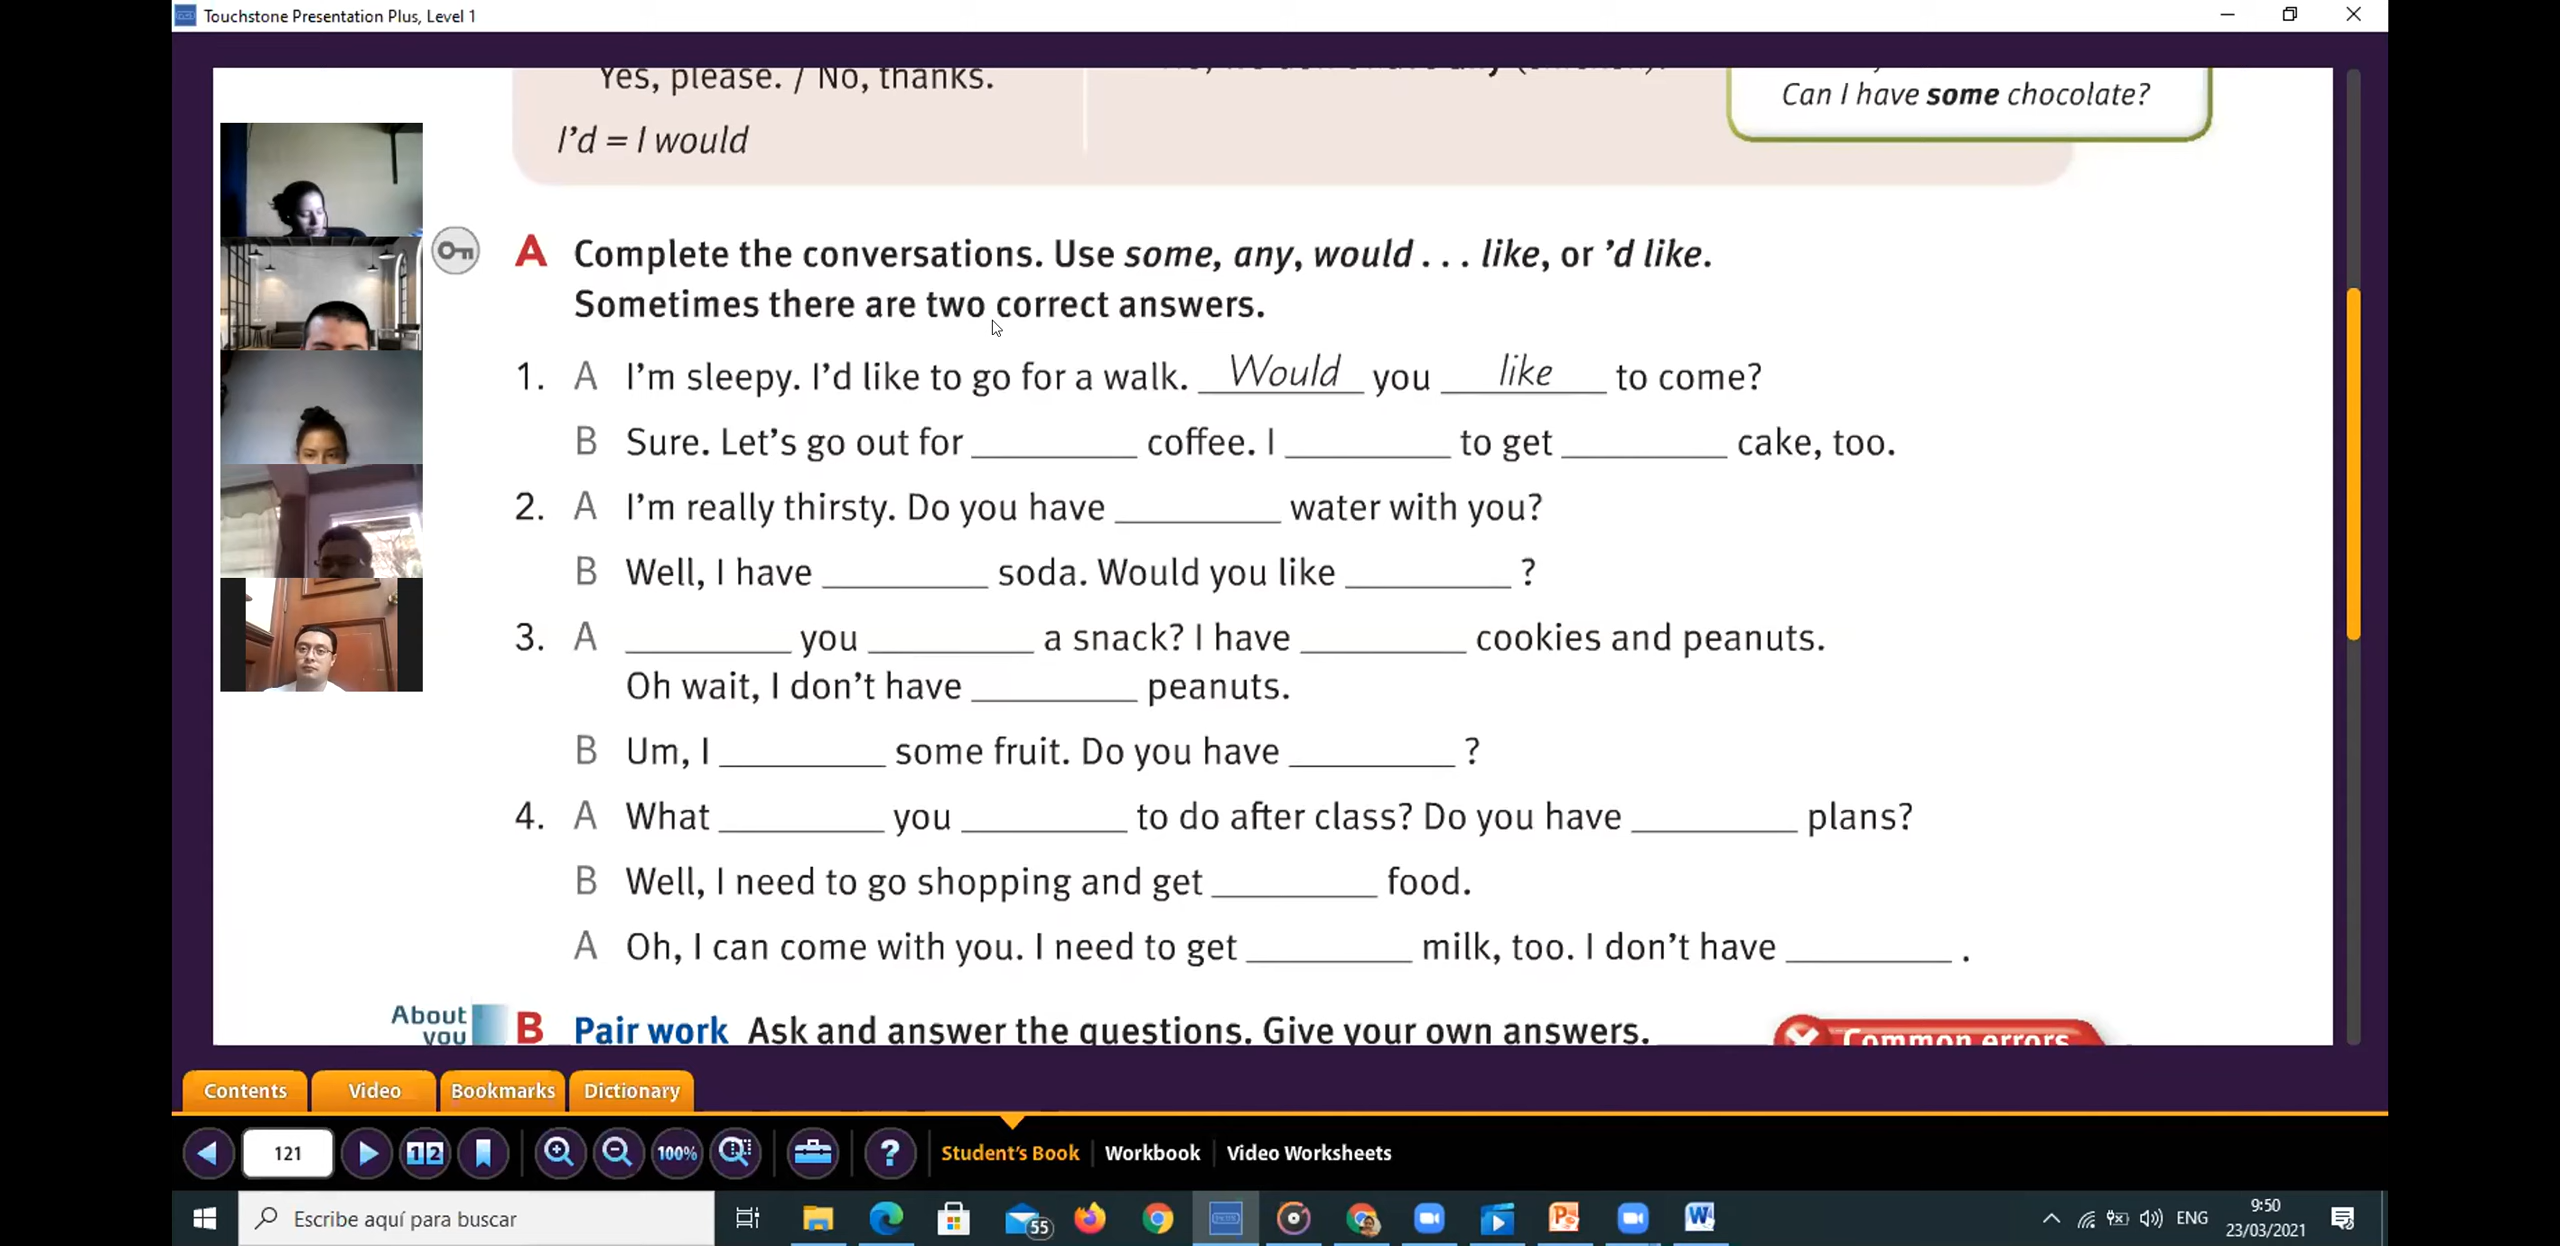 Touchstone Presentation Plus, Level 1
Yes, please. / No, thanks.
I'd = I would
Can I have some chocolate?
A Complete the conversations. Use some, any, would . . . like, or 'd like.
Sometimes there are two correct answers.
1. A I'm sleepy. I'd like to go for a walk. Would you like to come?
B Sure. Let's go out for ________ coffee. I ________ to get ________ cake, too.
2. A I'm really thirsty. Do you have ________ water with you?
B Well, I have ________ soda. Would you like ________ ?
3. A ________ you ________ a snack? I have ________ cookies and peanuts.
Oh wait, I don't have ________ peanuts.
B Um, I ________ some fruit. Do you have ________ ?
4. A What ________ you ________ to do after class? Do you have ________ plans?
B Well, I need to go shopping and get ________ food.
A Oh, I can come with you. I need to get ________ milk, too. I don't have ________ .
About
you
B Pair work Ask and answer the questions. Give your own answers.
Common errors
Contents Video Bookmarks Dictionary
121 12 100% ? Student's Book Workbook Video Worksheets
Escribe aquí para buscar
55
ENG
9:50
23/03/2021